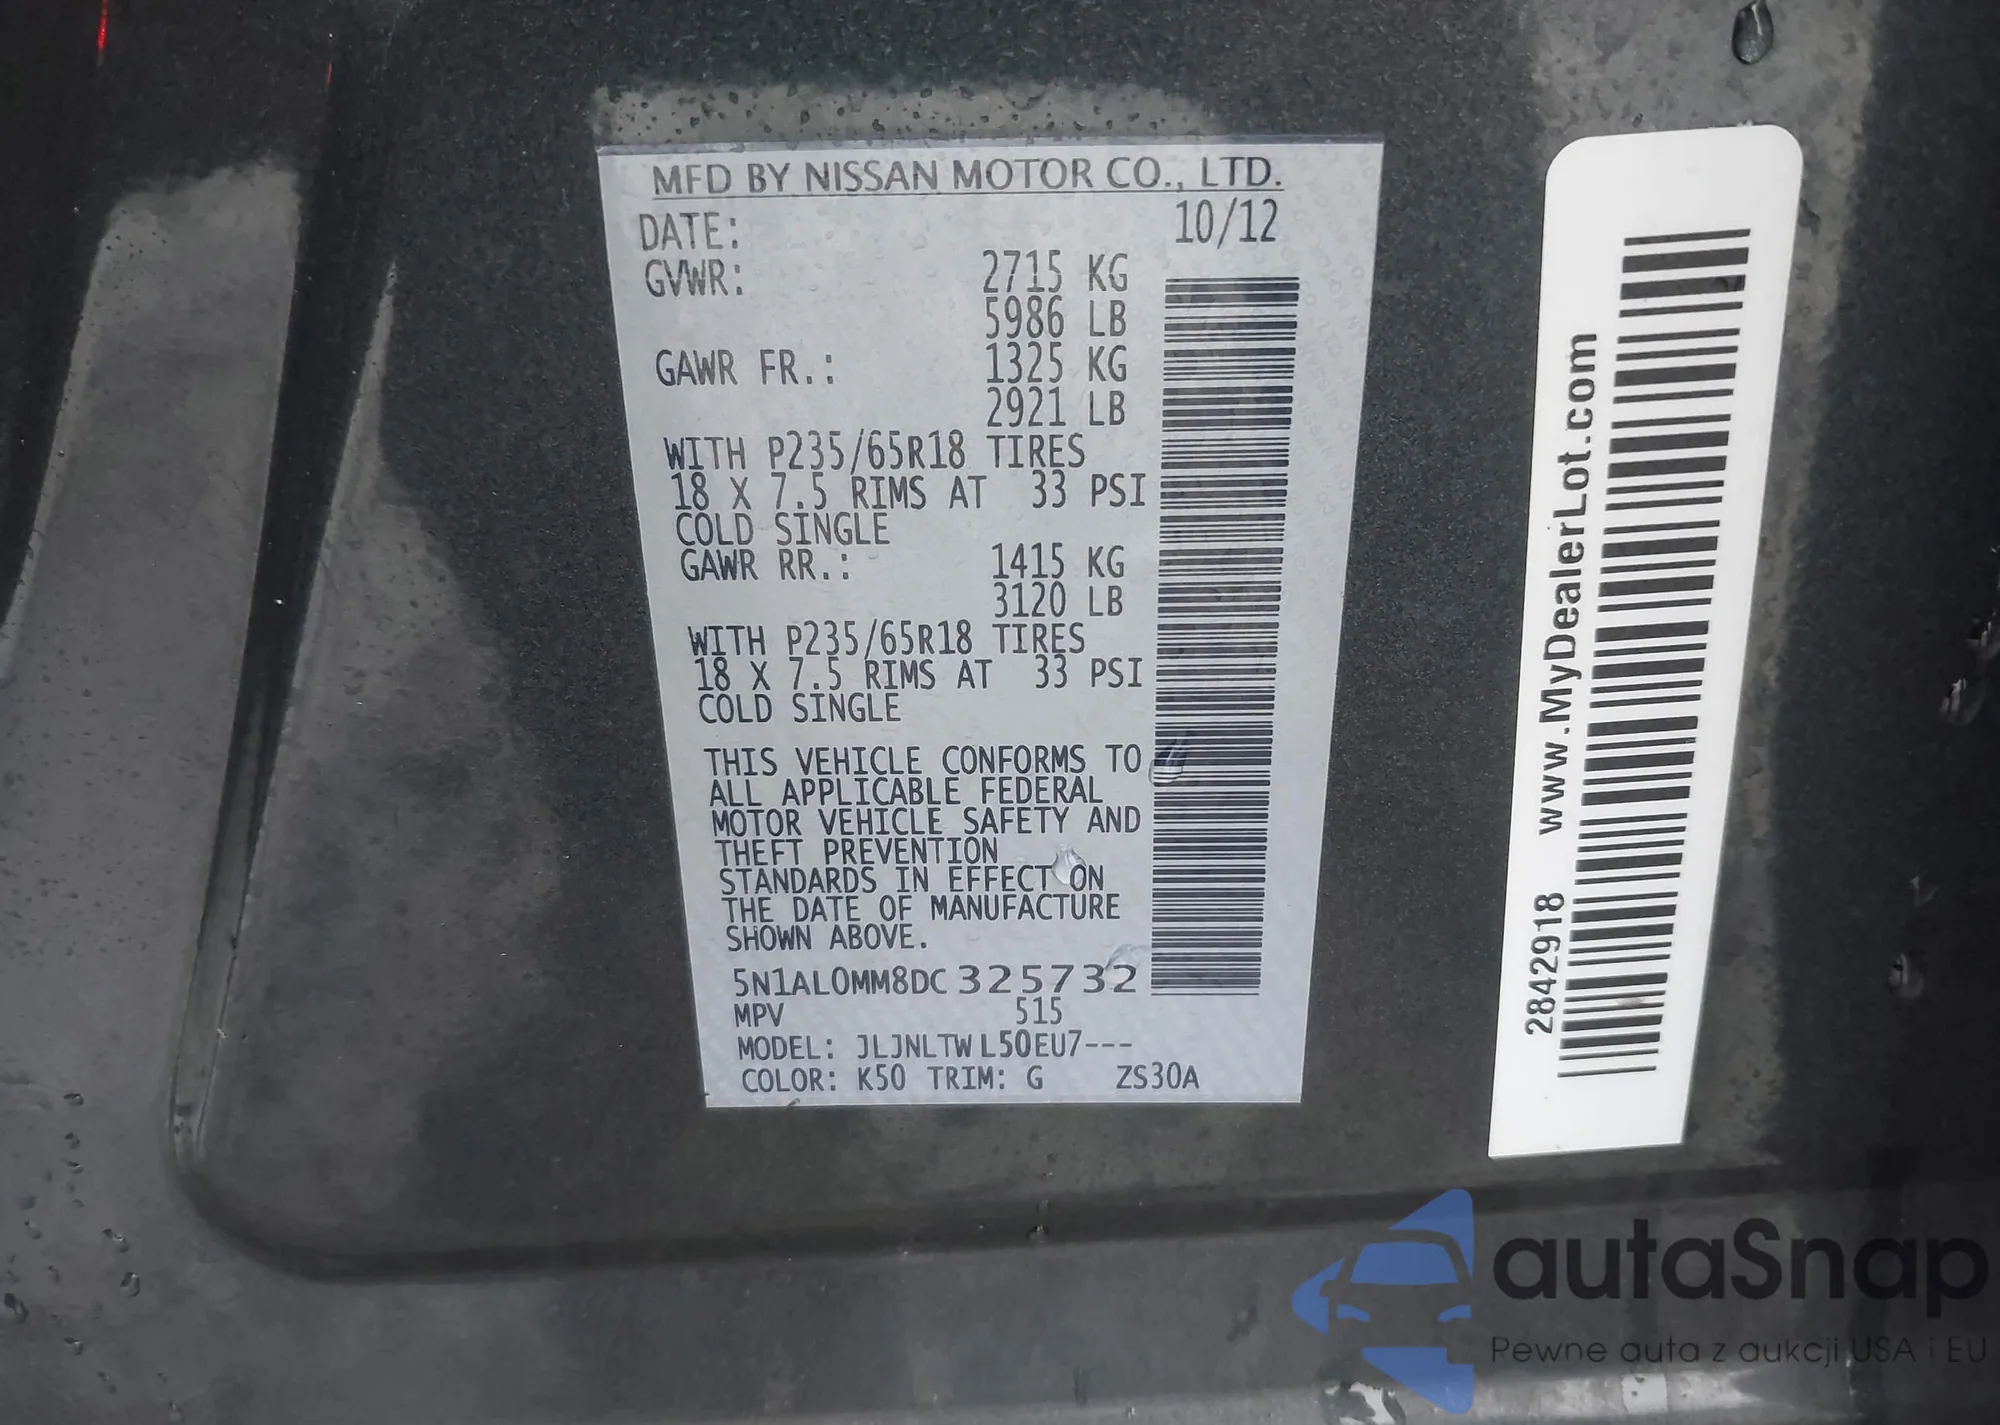 MFD BY NISSAN MOTOR CO., LTD.
DATE: 10/12
GVWR: 2715 KG
5986 LB
GAWR FR.: 1325 KG
2921 LB
WITH P235/65R18 TIRES
18 X 7.5 RIMS AT 33 PSI
COLD SINGLE
GAWR RR.: 1415 KG
3120 LB
WITH P235/65R18 TIRES
18 X 7.5 RIMS AT 33 PSI
COLD SINGLE
THIS VEHICLE CONFORMS TO
ALL APPLICABLE FEDERAL
MOTOR VEHICLE SAFETY AND
THEFT PREVENTION
STANDARDS IN EFFECT ON
THE DATE OF MANUFACTURE
SHOWN ABOVE.
5N1AL0MM8DC325732
MPV 515
MODEL: JLJNLTWL50EU7---
COLOR: K50 TRIM: G ZS30A
2842918 www.MyDealerLot.com
autoSnap
Pewne auta z aukcji USA i EU